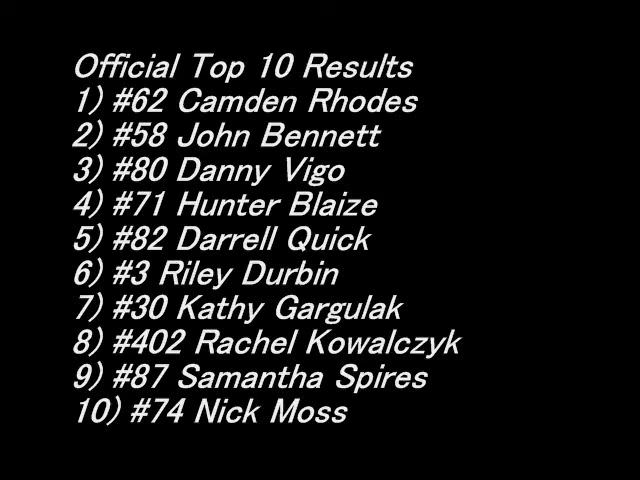 Official Top 10 Results
1) #62 Camden Rhodes
2) #58 John Bennett
3) #80 Danny Vigo
4) #71 Hunter Blaize
5) #82 Darrell Quick
6) #3 Riley Durbin
7) #30 Kathy Gargulak
8) #402 Rachel Kowalczyk
9) #87 Samantha Spires
10) #74 Nick Moss